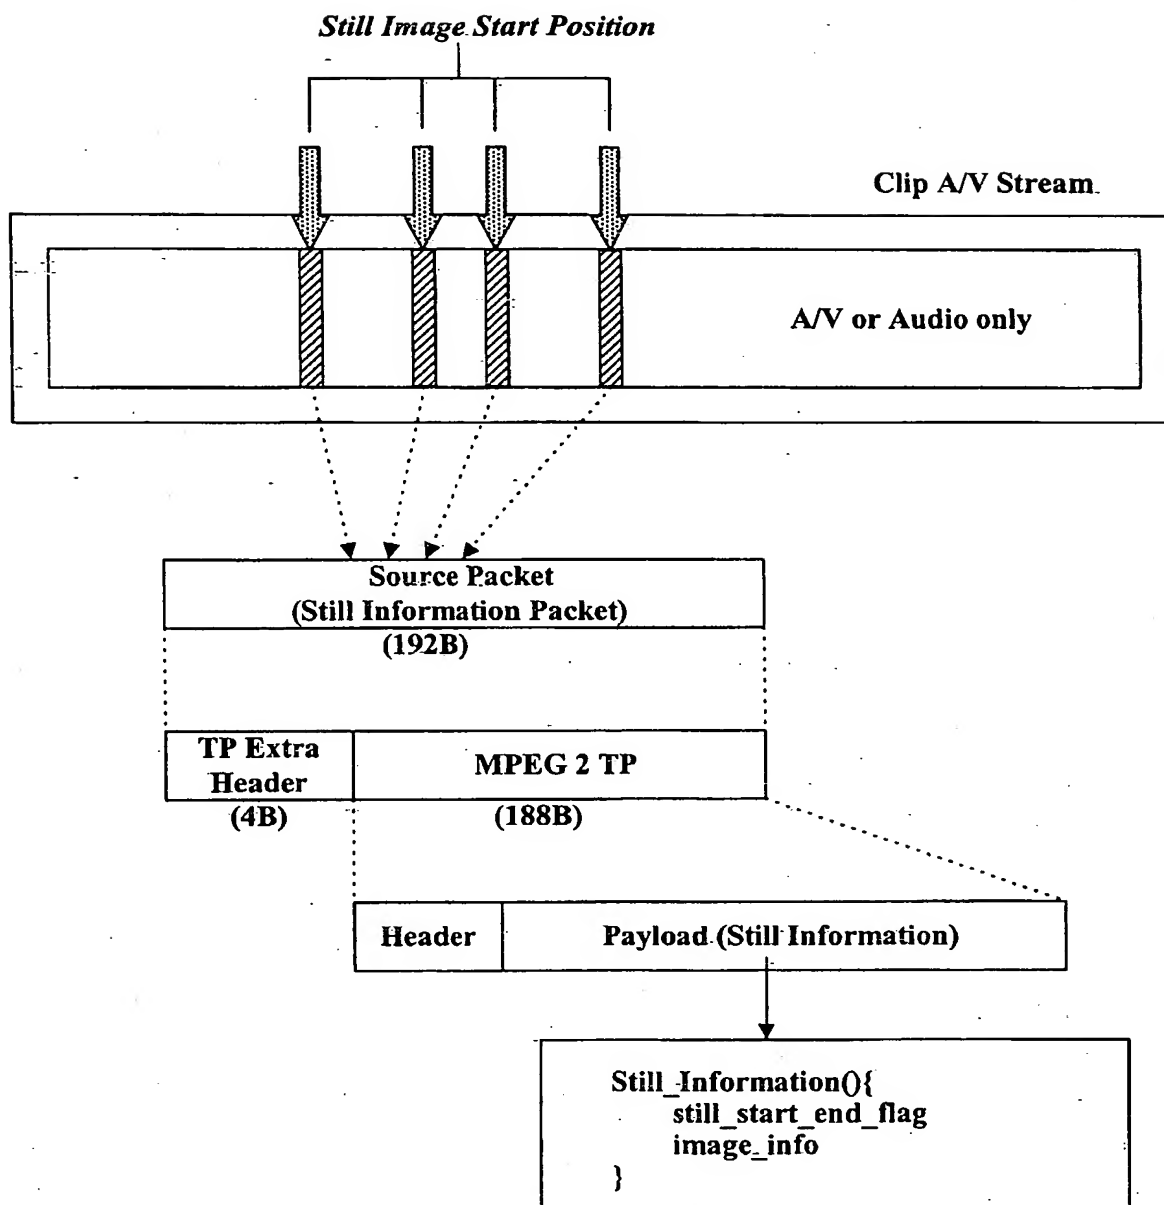 Still Image Start Position
Clip A/V Stream
A/V or Audio only
Source Packet
(Still Information Packet)
(192B)
TP Extra
Header
MPEG 2 TP
(4B)
(188B)
Header
Payload (Still Information)
Still_Information(){
still_start_end_flag
image_info
}